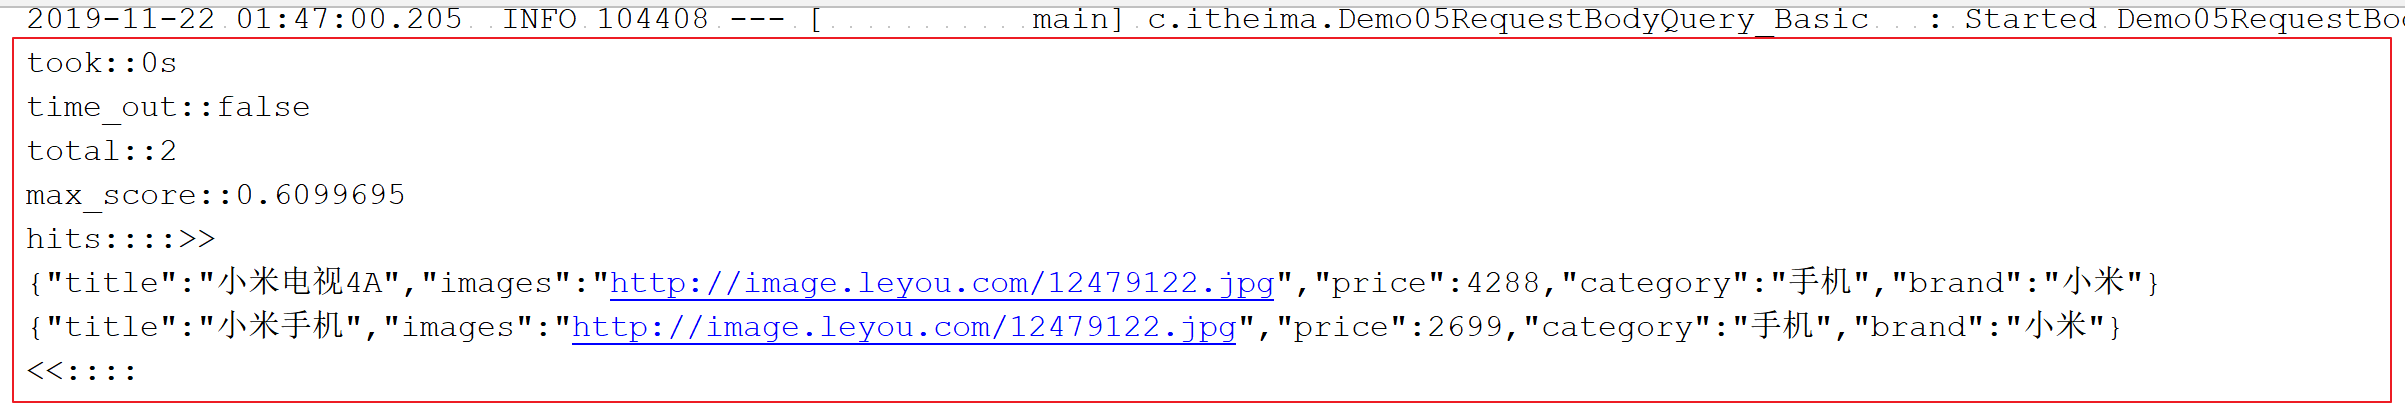 2019-11-22 01:47:00.205  INFO 104408 --- [           main] c.itheima.Demo05RequestBodyQuery_Basic   : Started Demo05RequestBo
took::0s
time_out::false
total::2
max_score::0.6099695
hits::::>>
{"title":"小米电视4A","images":"http://image.leyou.com/12479122.jpg","price":4288,"category":"手机","brand":"小米"}
{"title":"小米手机","images":"http://image.leyou.com/12479122.jpg","price":2699,"category":"手机","brand":"小米"}
<<::::